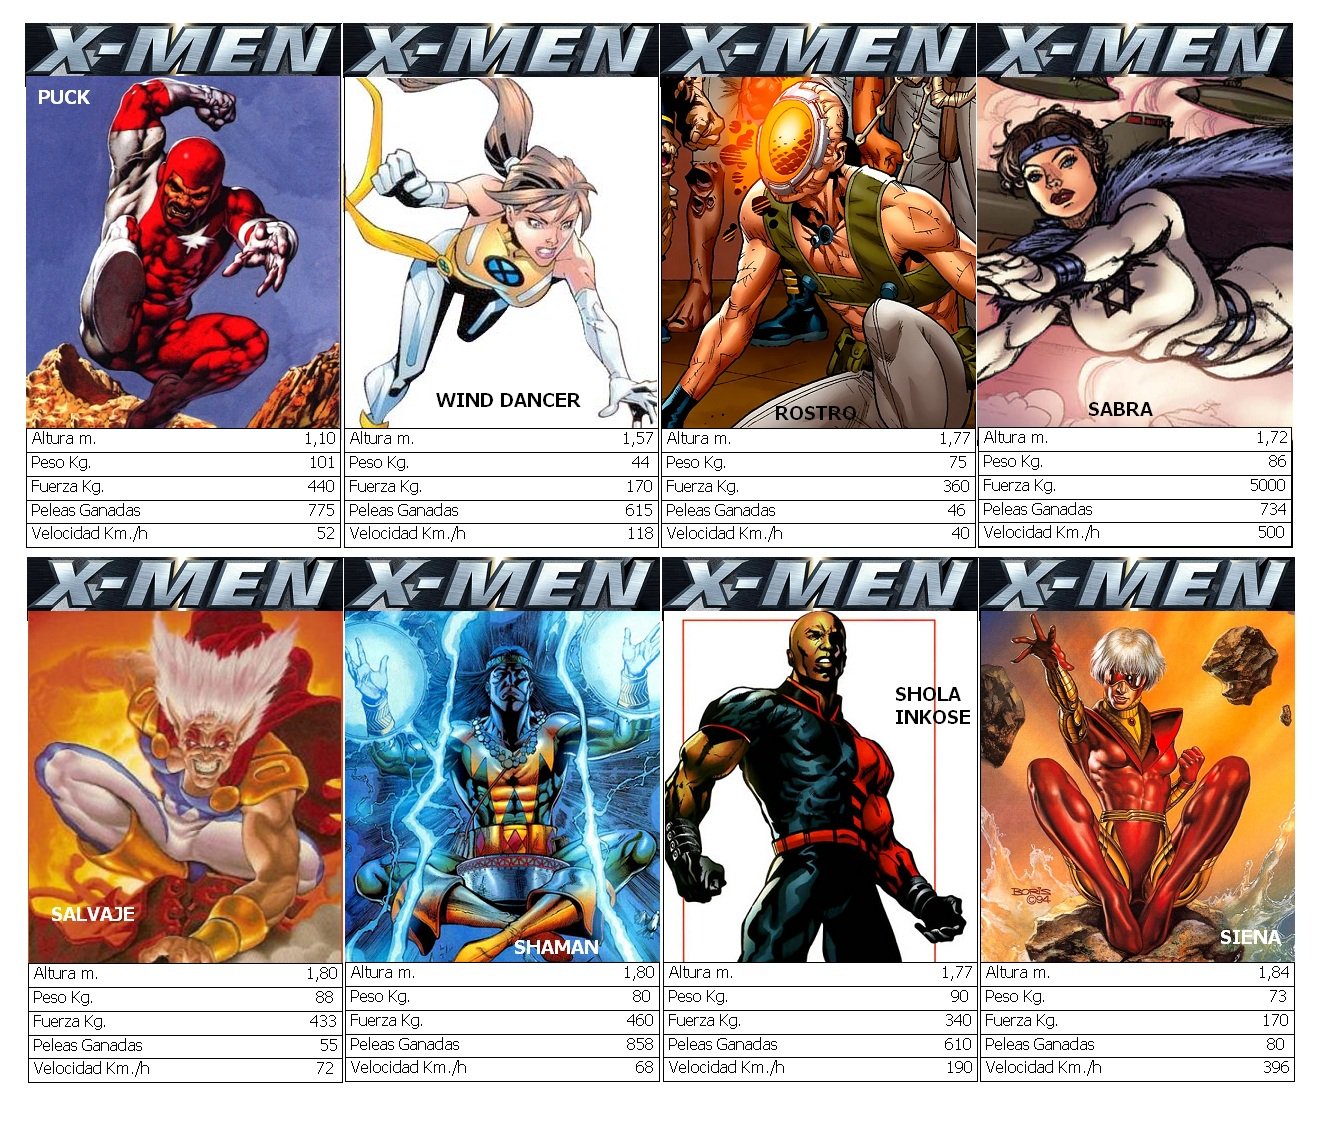 X-MEN
PUCK
Altura m. 1,10
Peso Kg. 101
Fuerza Kg. 440
Peleas Ganadas 775
Velocidad Km./h 52
X-MEN
WIND DANCER
Altura m. 1,57
Peso Kg. 44
Fuerza Kg. 170
Peleas Ganadas 615
Velocidad Km./h 118
X-MEN
ROSTRO
Altura m. 1,77
Peso Kg. 75
Fuerza Kg. 360
Peleas Ganadas 46
Velocidad Km./h 40
X-MEN
SABRA
Altura m. 1,72
Peso Kg. 86
Fuerza Kg. 5000
Peleas Ganadas 734
Velocidad Km./h 500
X-MEN
SALVAJE
Altura m. 1,80
Peso Kg. 88
Fuerza Kg. 433
Peleas Ganadas 55
Velocidad Km./h 72
X-MEN
SHAMAN
Altura m. 1,80
Peso Kg. 80
Fuerza Kg. 460
Peleas Ganadas 858
Velocidad Km./h 68
X-MEN
SHOLA
INKOSE
Altura m. 1,77
Peso Kg. 90
Fuerza Kg. 340
Peleas Ganadas 610
Velocidad Km./h 190
X-MEN
BORIS
©94
SIENA
Altura m. 1,84
Peso Kg. 73
Fuerza Kg. 170
Peleas Ganadas 80
Velocidad Km./h 396